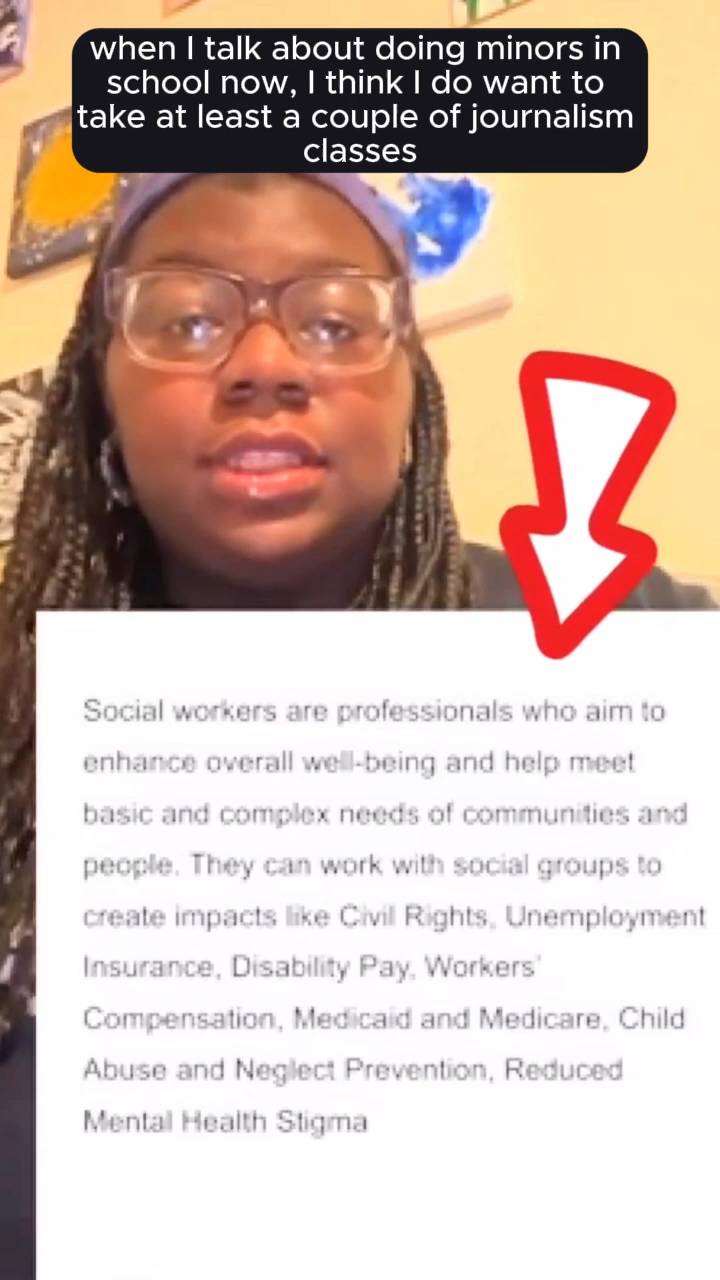 when I talk about doing minors in
school now, I think I do want to
take at least a couple of journalism
classes
Social workers are professionals who aim to
enhance overall well-being and help meet
basic and complex needs of communities and
people. They can work with social groups to
create impacts like Civil Rights, Unemployment
Insurance, Disability Pay, Workers'
Compensation, Medicaid and Medicare, Child
Abuse and Neglect Prevention, Reduced
Mental Health Stigma